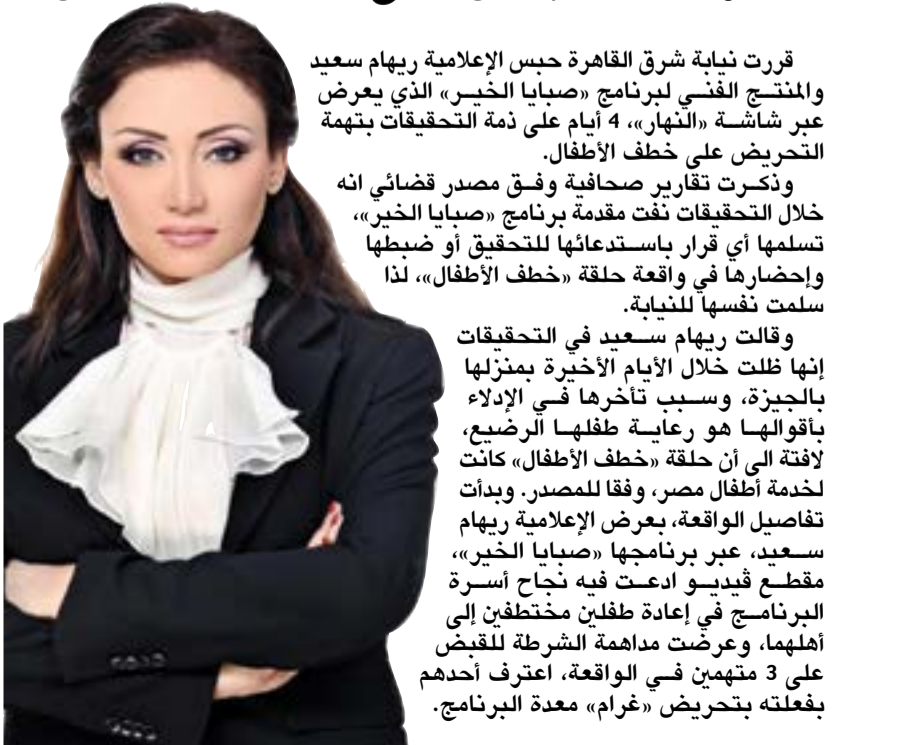 قررت نيابة شرق القاهرة حبس الإعلامية ريهام سعيد
والمنتج الفني لبرنامج «صبايا الخير» الذي يعرض
عبر شاشة «النهار»، 4 أيام على ذمة التحقيقات بتهمة
التحريض على خطف الأطفال.
وذكرت تقارير صحافية وفق مصدر قضائي انه
خلال التحقيقات نفت مقدمة برنامج «صبايا الخير»،
تسلمها أي قرار باستدعائها للتحقيق أو ضبطها
وإحضارها في واقعة حلقة «خطف الأطفال»، لذا
سلمت نفسها للنيابة.
وقالت ريهام سعيد في التحقيقات
إنها ظلت خلال الأيام الأخيرة بمنزلها
بالجيزة، وسبب تأخرها في الإدلاء
بأقوالها هو رعاية طفلها الرضيع،
لافتة الى أن حلقة «خطف الأطفال» كانت
لخدمة أطفال مصر، وفقا للمصدر. وبدأت
تفاصيل الواقعة، بعرض الإعلامية ريهام
سعيد، عبر برنامجها «صبايا الخير»،
مقطع ڤيديو ادعت فيه نجاح أسرة
البرنامج في إعادة طفلين مختطفين إلى
أهلهما، وعرضت مداهمة الشرطة للقبض
على 3 متهمين في الواقعة، اعترف أحدهم
بفعلته بتحريض «غرام» معدة البرنامج.